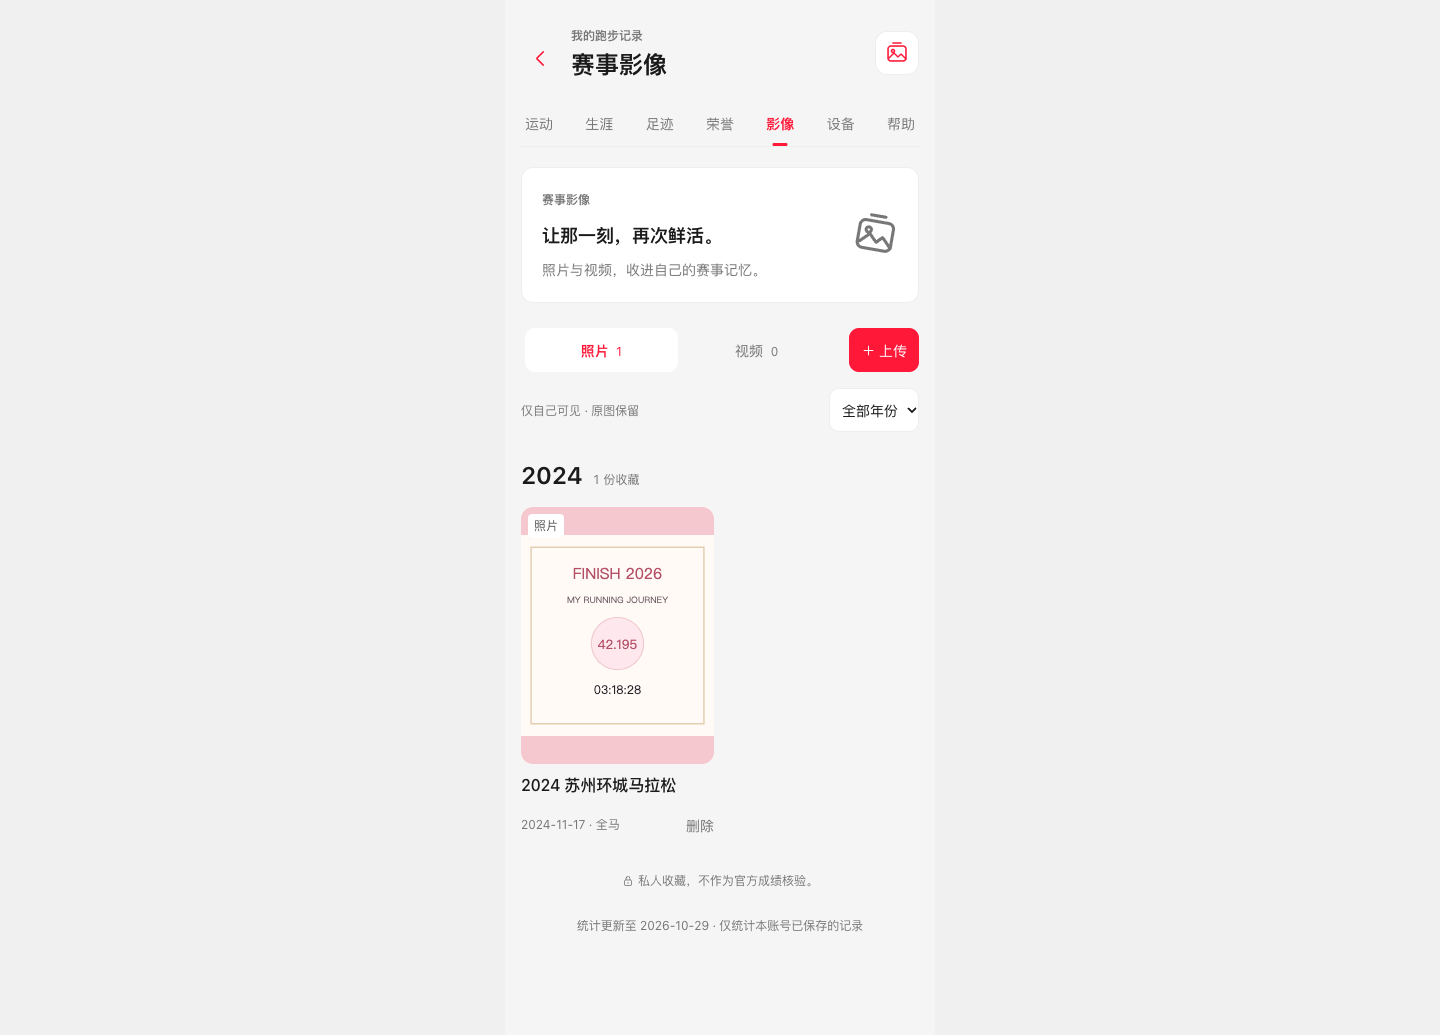 我的跑步记录
赛事影像
运动 生涯 足迹 荣誉 影像 设备 帮助
赛事影像
让那一刻，再次鲜活。
照片与视频，收进自己的赛事记忆。
照片 1 视频 0 上传
仅自己可见 · 原图保留 全部年份
2024 1 份收藏
照片
FINISH 2026
MY RUNNING JOURNEY
42.195
03:18:28
2024 苏州环城马拉松
2024-11-17 · 全马 删除
私人收藏，不作为官方成绩核验。
统计更新至 2026-10-29 · 仅统计本账号已保存的记录